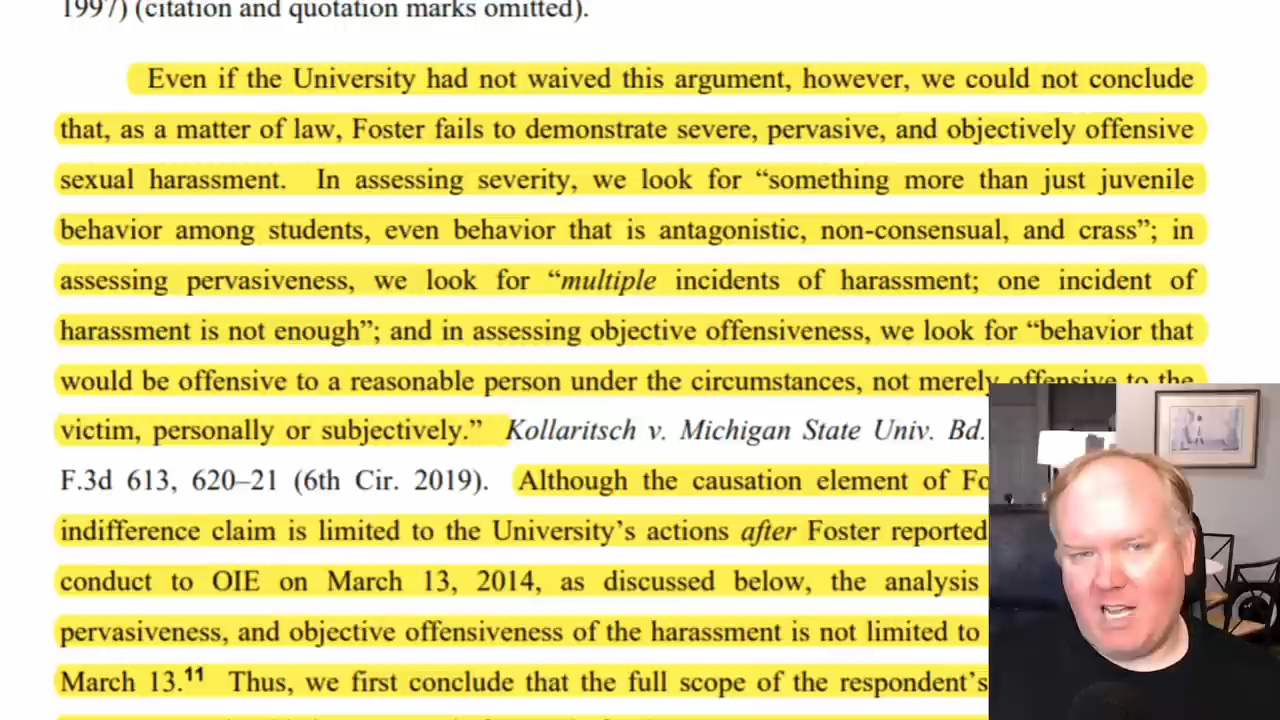 1997) (citation and quotation marks omitted).
Even if the University had not waived this argument, however, we could not conclude
that, as a matter of law, Foster fails to demonstrate severe, pervasive, and objectively offensive
sexual harassment. In assessing severity, we look for “something more than just juvenile
behavior among students, even behavior that is antagonistic, non-consensual, and crass”; in
assessing pervasiveness, we look for “multiple incidents of harassment; one incident of
harassment is not enough”; and in assessing objective offensiveness, we look for “behavior that
would be offensive to a reasonable person under the circumstances, not merely offensive to the
victim, personally or subjectively.” Kollaritsch v. Michigan State Univ. Bd.
F.3d 613, 620–21 (6th Cir. 2019). Although the causation element of Fo
indifference claim is limited to the University’s actions after Foster reported
conduct to OIE on March 13, 2014, as discussed below, the analysis
pervasiveness, and objective offensiveness of the harassment is not limited to
March 13.¹¹ Thus, we first conclude that the full scope of the respondent’s